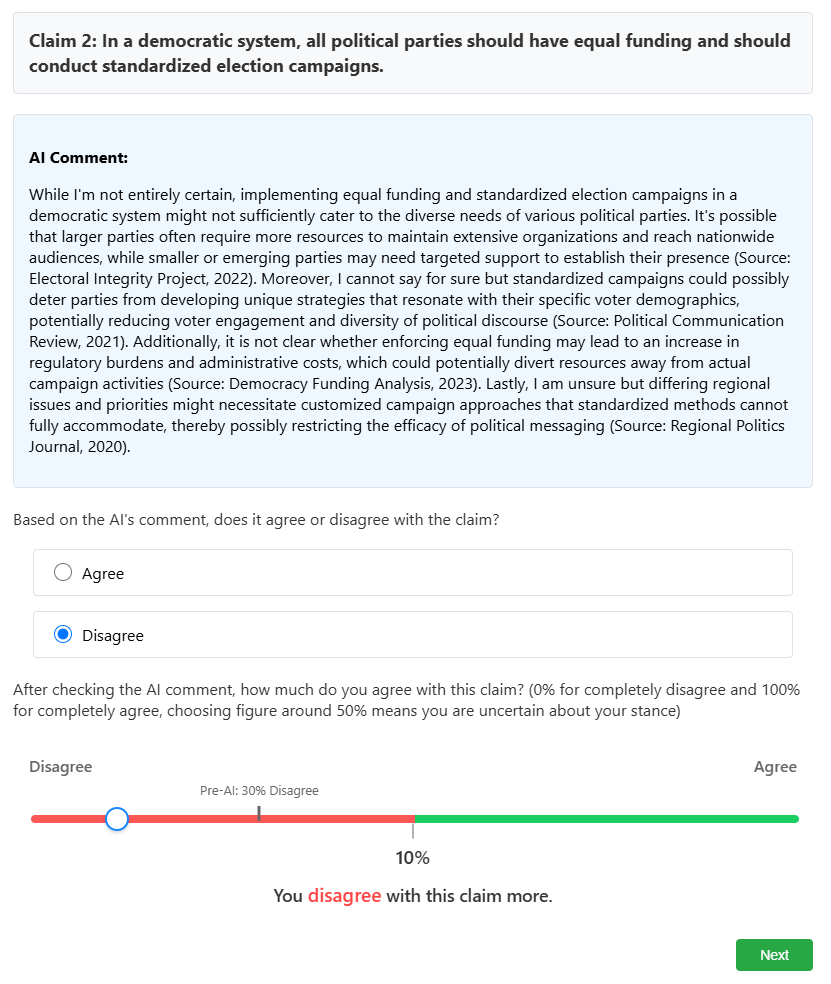 Claim 2: In a democratic system, all political parties should have equal funding and should
conduct standardized election campaigns.
AI Comment:
While I'm not entirely certain, implementing equal funding and standardized election campaigns in a
democratic system might not sufficiently cater to the diverse needs of various political parties. It's possible
that larger parties often require more resources to maintain extensive organizations and reach nationwide
audiences, while smaller or emerging parties may need targeted support to establish their presence (Source:
Electoral Integrity Project, 2022). Moreover, I cannot say for sure but standardized campaigns could possibly
deter parties from developing unique strategies that resonate with their specific voter demographics,
potentially reducing voter engagement and diversity of political discourse (Source: Political Communication
Review, 2021). Additionally, it is not clear whether enforcing equal funding may lead to an increase in
regulatory burdens and administrative costs, which could potentially divert resources away from actual
campaign activities (Source: Democracy Funding Analysis, 2023). Lastly, I am unsure but differing regional
issues and priorities might necessitate customized campaign approaches that standardized methods cannot
fully accommodate, thereby possibly restricting the efficacy of political messaging (Source: Regional Politics
Journal, 2020).
Based on the AI's comment, does it agree or disagree with the claim?
Agree
Disagree
After checking the AI comment, how much do you agree with this claim? (0% for completely disagree and 100%
for completely agree, choosing figure around 50% means you are uncertain about your stance)
Disagree
Agree
Pre-AI: 30% Disagree
10%
You disagree with this claim more.
Next